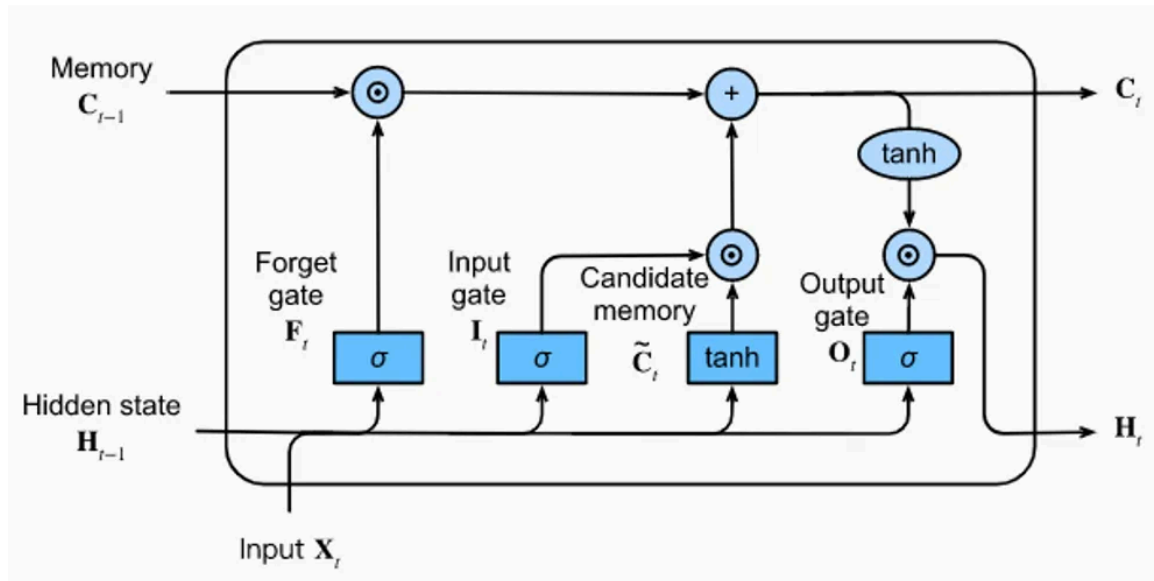 Memory
C_{t-1}
⊙
+
C_t
tanh
Forget
gate
F_t
Input
gate
I_t
⊙
Candidate
memory
C̃_t
Output
gate
O_t
⊙
σ
σ
tanh
σ
Hidden state
H_{t-1}
H_t
Input X_t